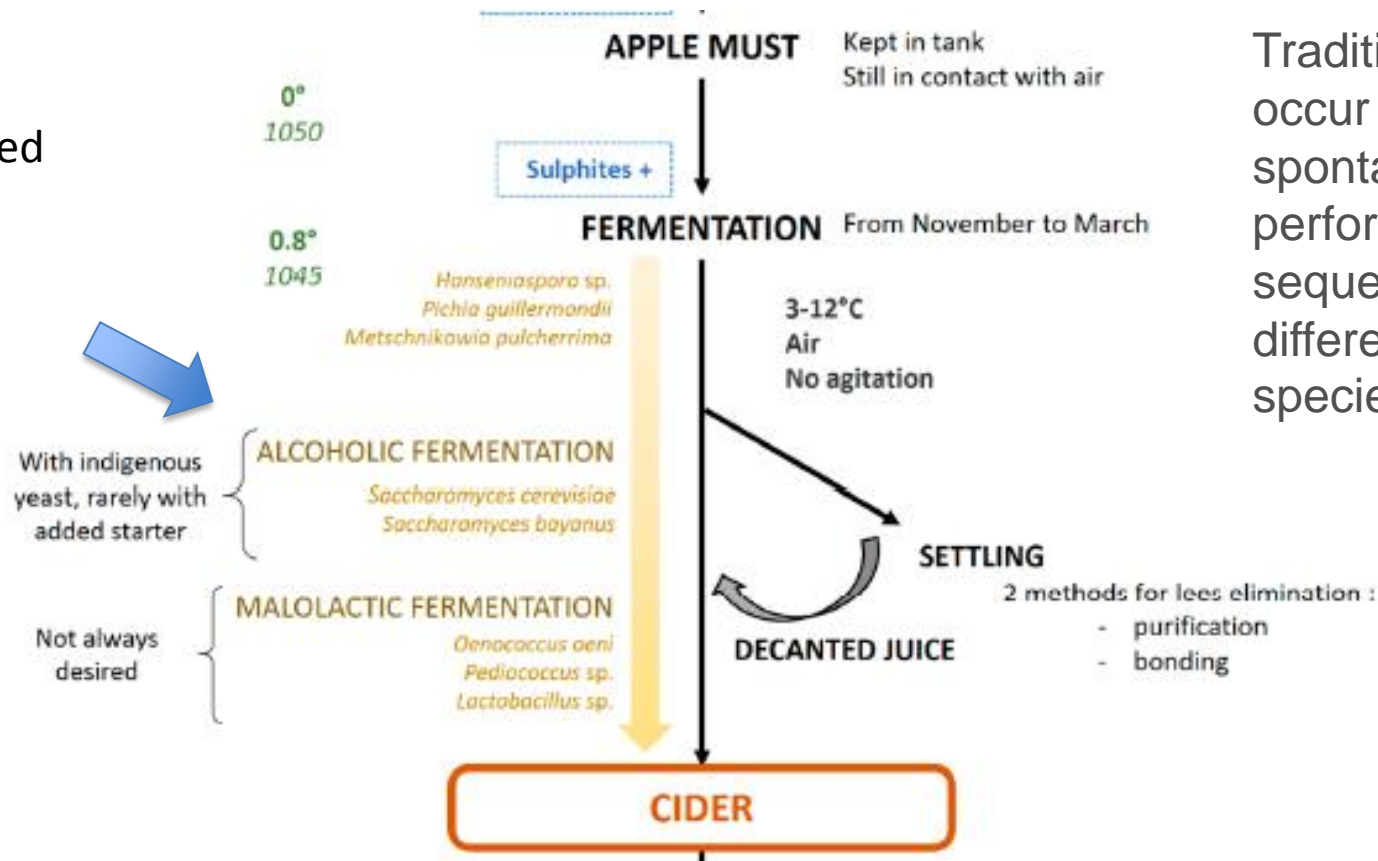 APPLE MUST
Kept in tank
Still in contact with air
0°
1050
ed
Sulphites +
FERMENTATION
From November to March
0.8°
1045
Hanseniaspora sp.
Pichia guillermondii
Metschnikowia pulcherrima
3-12°C
Air
No agitation
With indigenous
yeast, rarely with
added starter
ALCOHOLIC FERMENTATION
Saccharomyces cerevisiae
Saccharomyces bayanus
SETTLING
2 methods for lees elimination :
- purification
- bonding
DECANTED JUICE
Not always
desired
MALOLACTIC FERMENTATION
Oenococcus oeni
Pediococcus sp.
Lactobacillus sp.
CIDER
Traditi
occur
sponta
perfor
seque
differe
specie